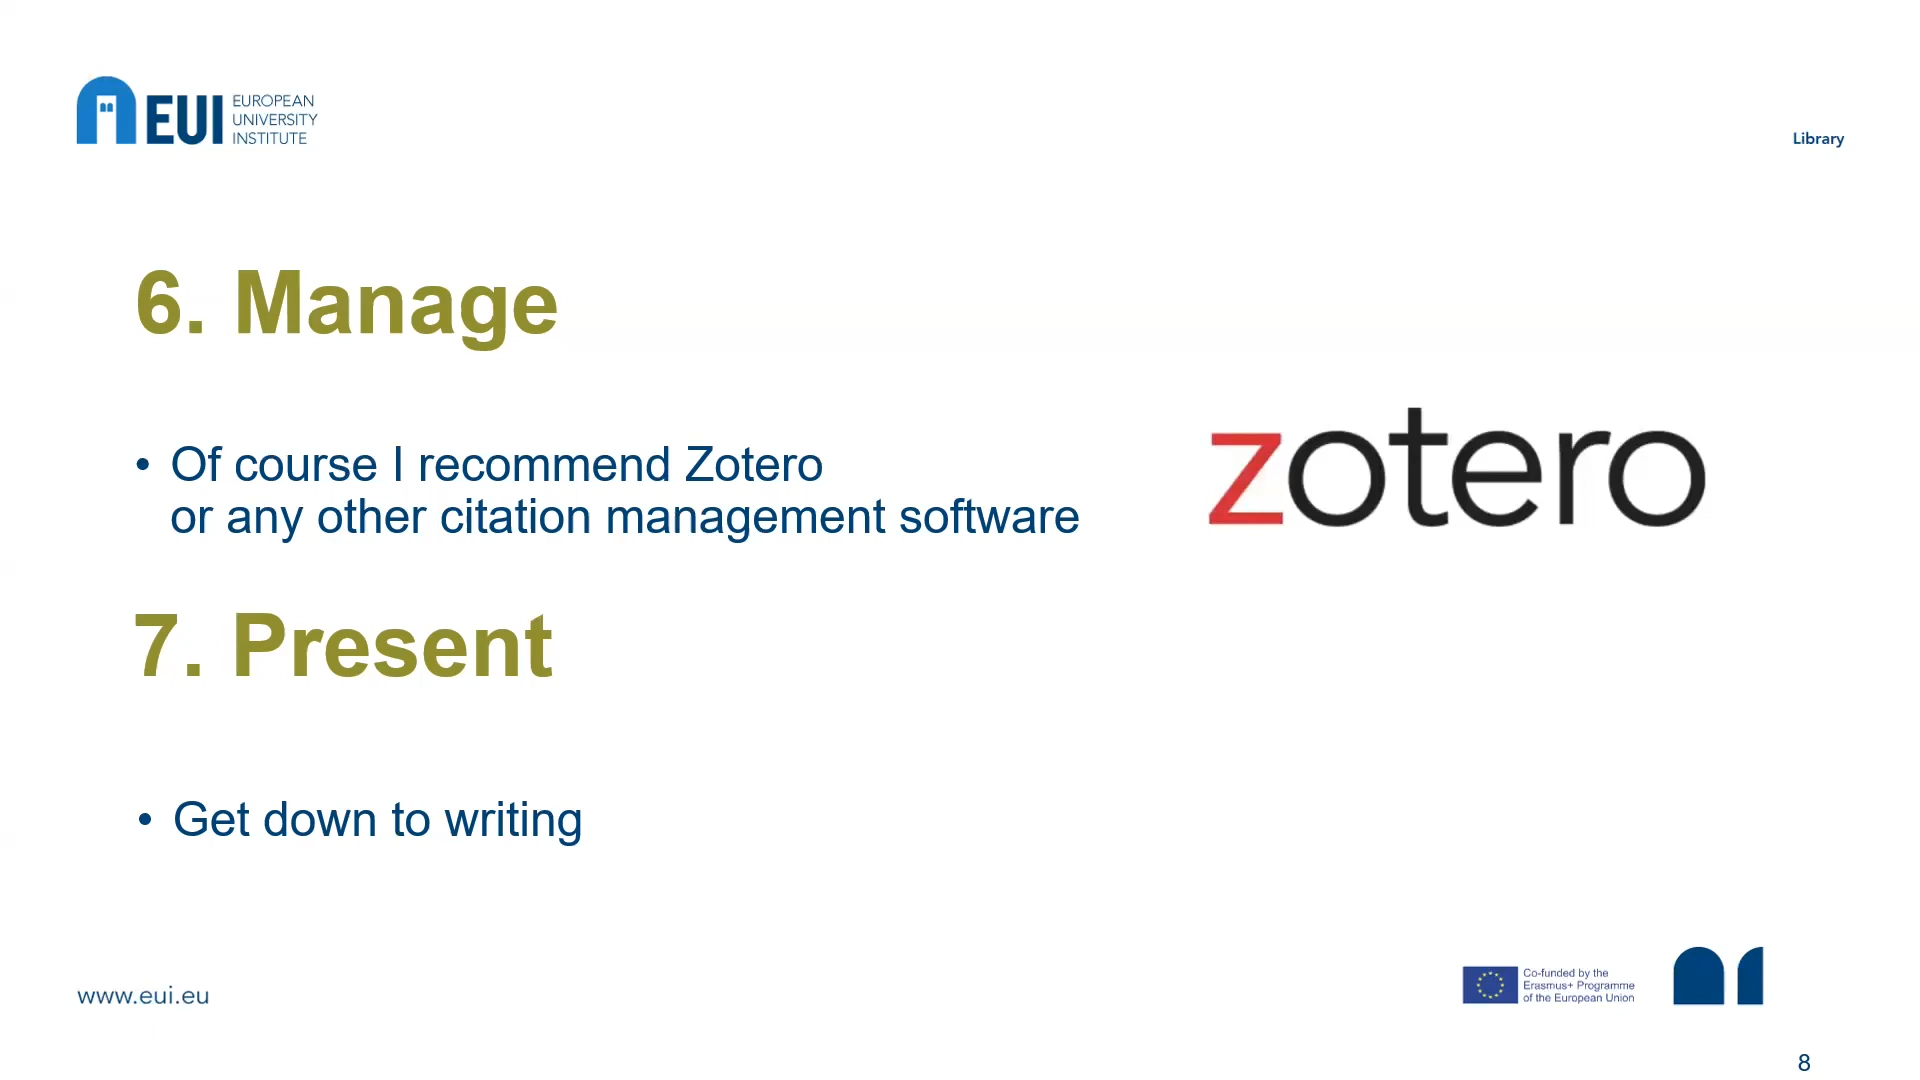 EUI
EUROPEAN
UNIVERSITY
INSTITUTE
Library
6. Manage
• Of course I recommend Zotero
or any other citation management software
zotero
7. Present
• Get down to writing
www.eui.eu
Co-funded by the
Erasmus+ Programme
of the European Union
8